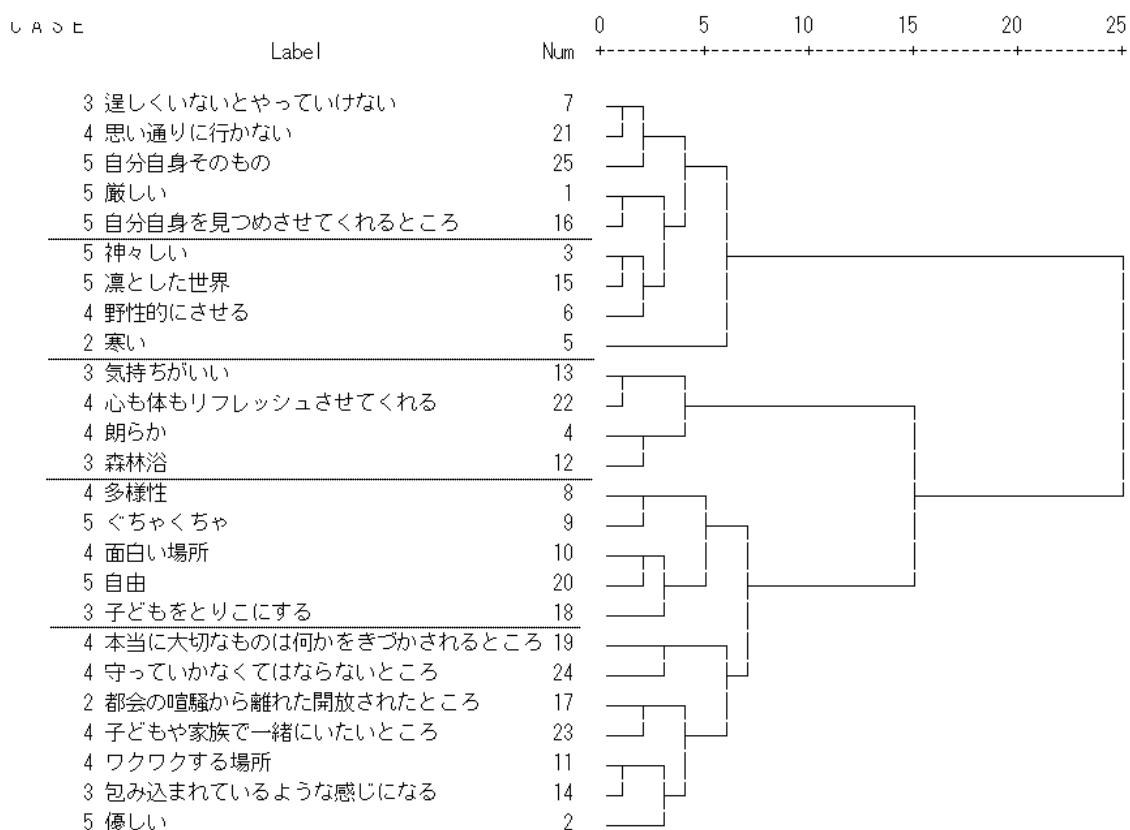 C A S E 0 5 10 15 20 25
Label Num
3 逞しくいないとやっていけない 7
4 思い通りに行かない 21
5 自分自身そのもの 25
5 厳しい 1
5 自分自身を見つめさせてくれるところ 16
5 神々しい 3
5 凛とした世界 15
4 野性的にさせる 6
2 寒い 5
3 気持ちがいい 13
4 心も体もリフレッシュさせてくれる 22
4 朗らか 4
3 森林浴 12
4 多様性 8
5 ぐちゃくちゃ 9
4 面白い場所 10
5 自由 20
3 子どもをとりこにする 18
4 本当に大切なものは何かをきづかされるところ 19
4 守っていかなくてはならないところ 24
2 都会の喧騒から離れた開放されたところ 17
4 子どもや家族で一緒にいたいところ 23
4 ワクワクする場所 11
3 包み込まれているような感じになる 14
5 優しい 2